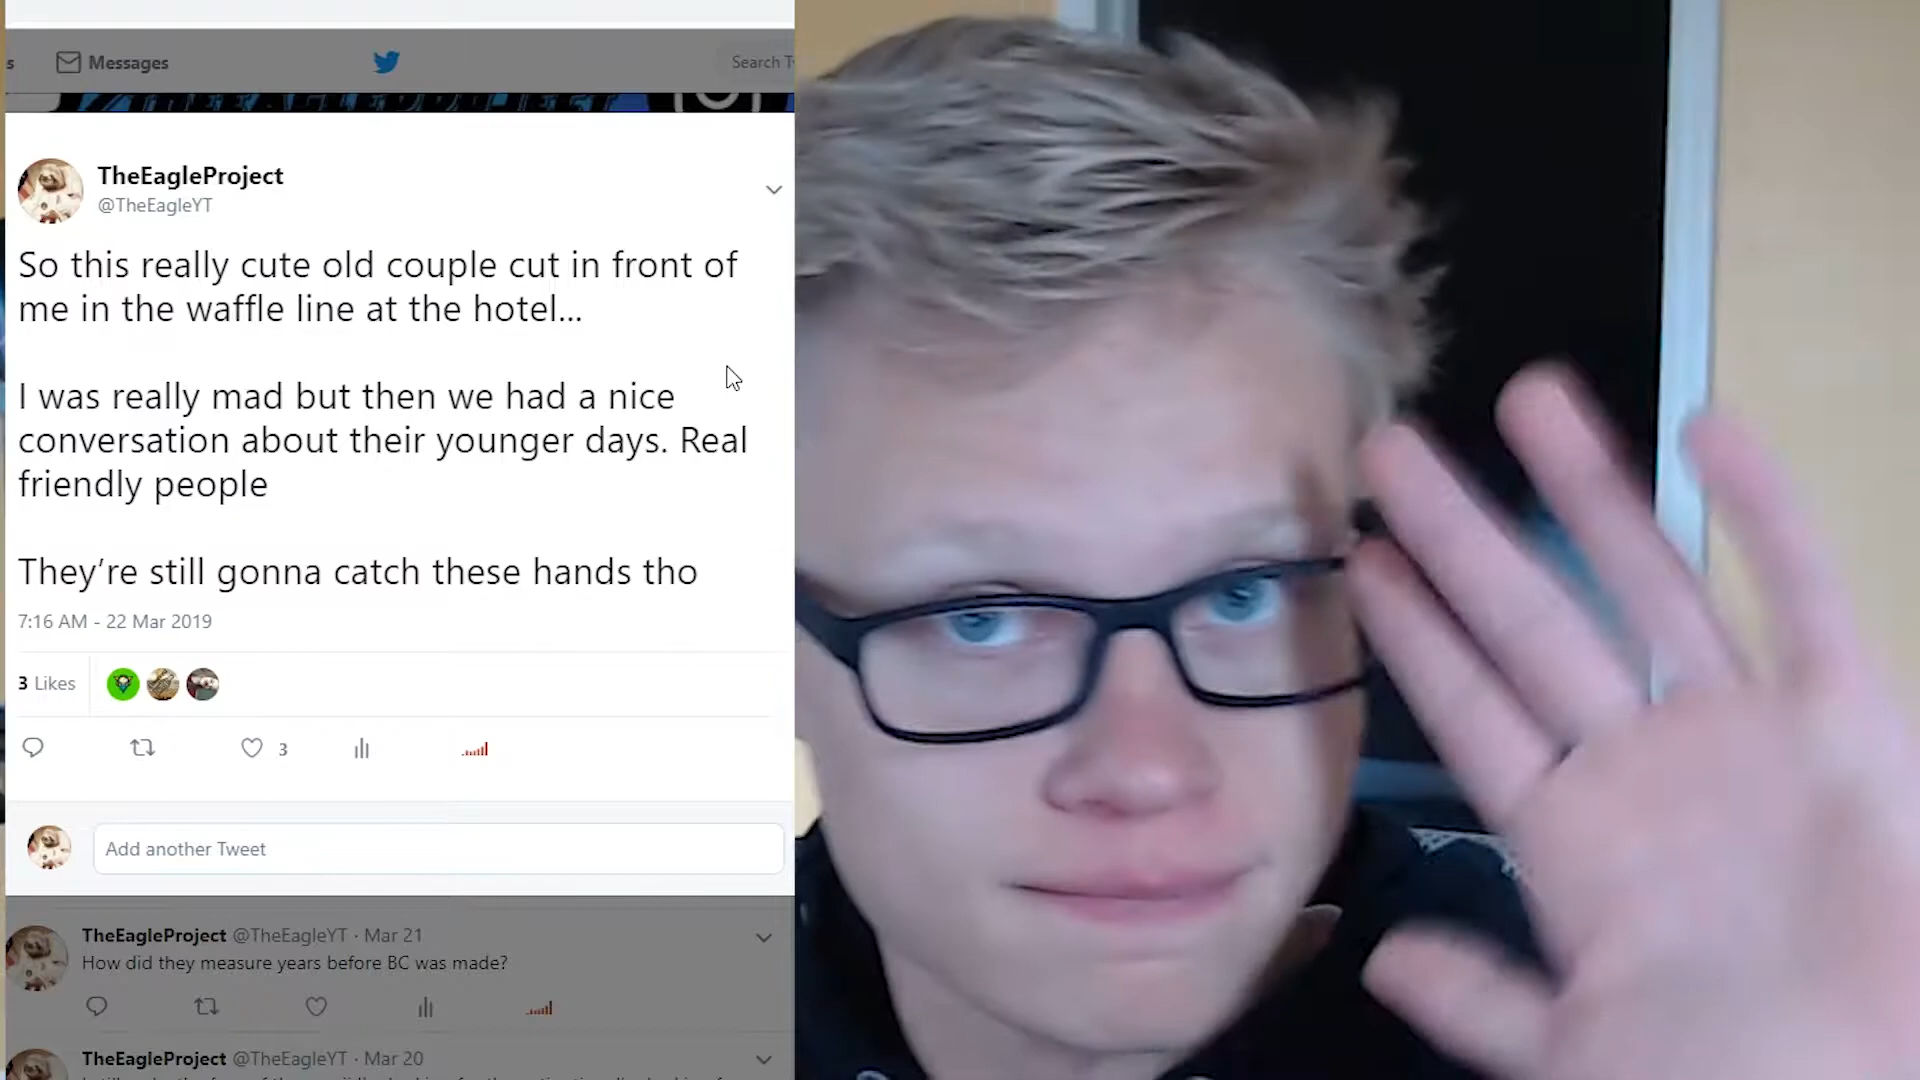 s Messages
Search T
TheEagleProject
@TheEagleYT
So this really cute old couple cut in front of
me in the waffle line at the hotel...
I was really mad but then we had a nice
conversation about their younger days. Real
friendly people
They’re still gonna catch these hands tho
7:16 AM - 22 Mar 2019
3 Likes
3
Add another Tweet
TheEagleProject @TheEagleYT · Mar 21
How did they measure years before BC was made?
TheEagleProject @TheEagleYT · Mar 20